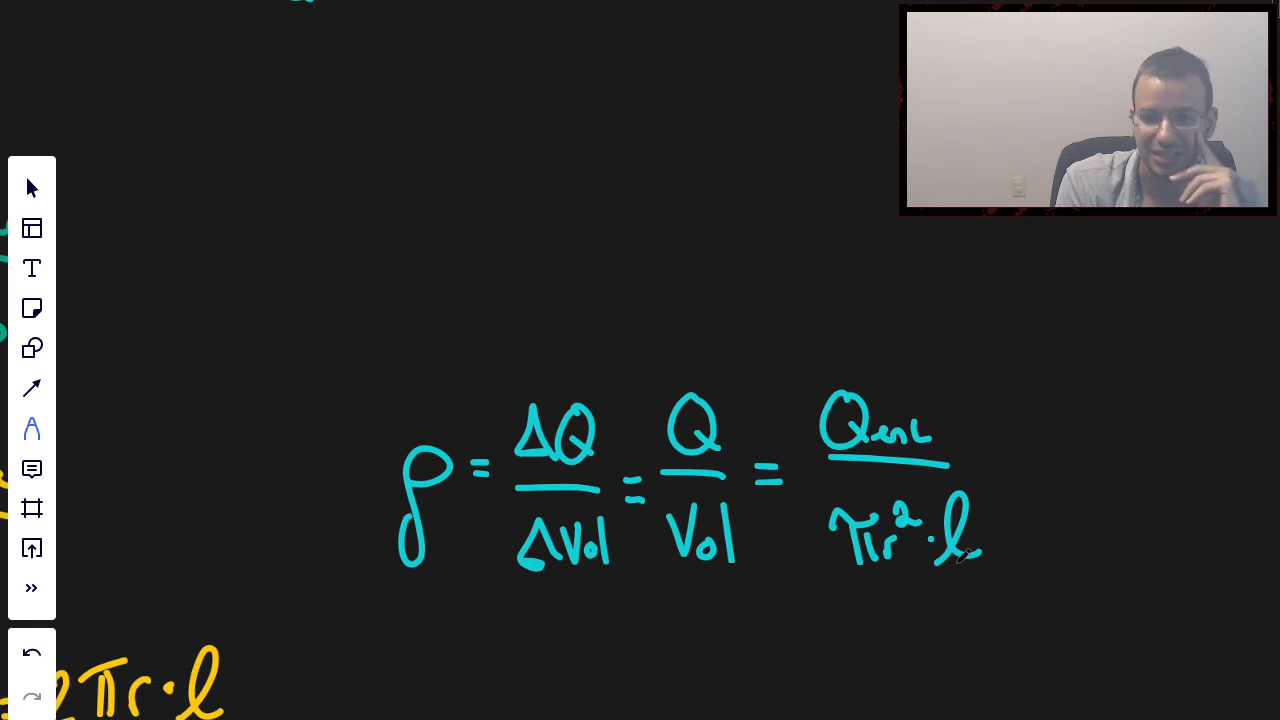 ρ = ΔQ/ΔVol = Q/Vol = Qenc/πr²·l
2πr·l